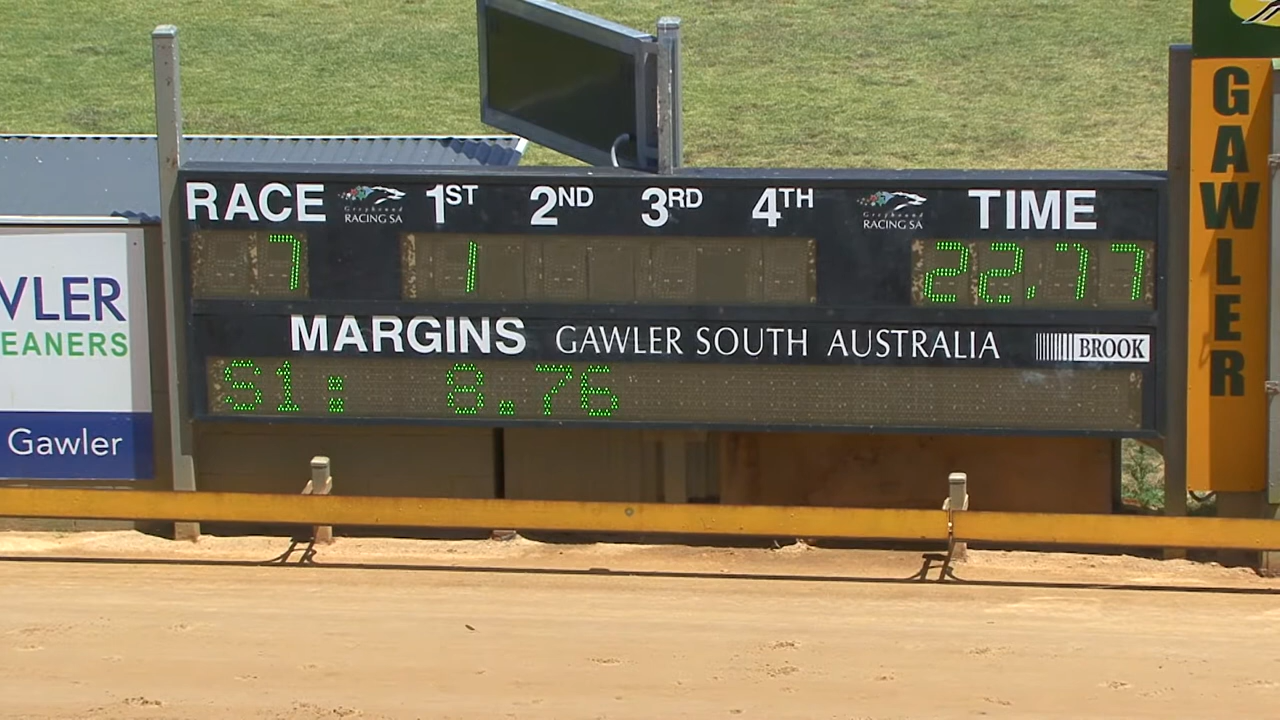 RACE Greyhound RACING SA 1ST 2ND 3RD 4TH Greyhound RACING SA TIME
7 1 22.77
MARGINS GAWLER SOUTH AUSTRALIA BROOK
S1: 8.76
WLER
EANERS
Gawler
GAWLER